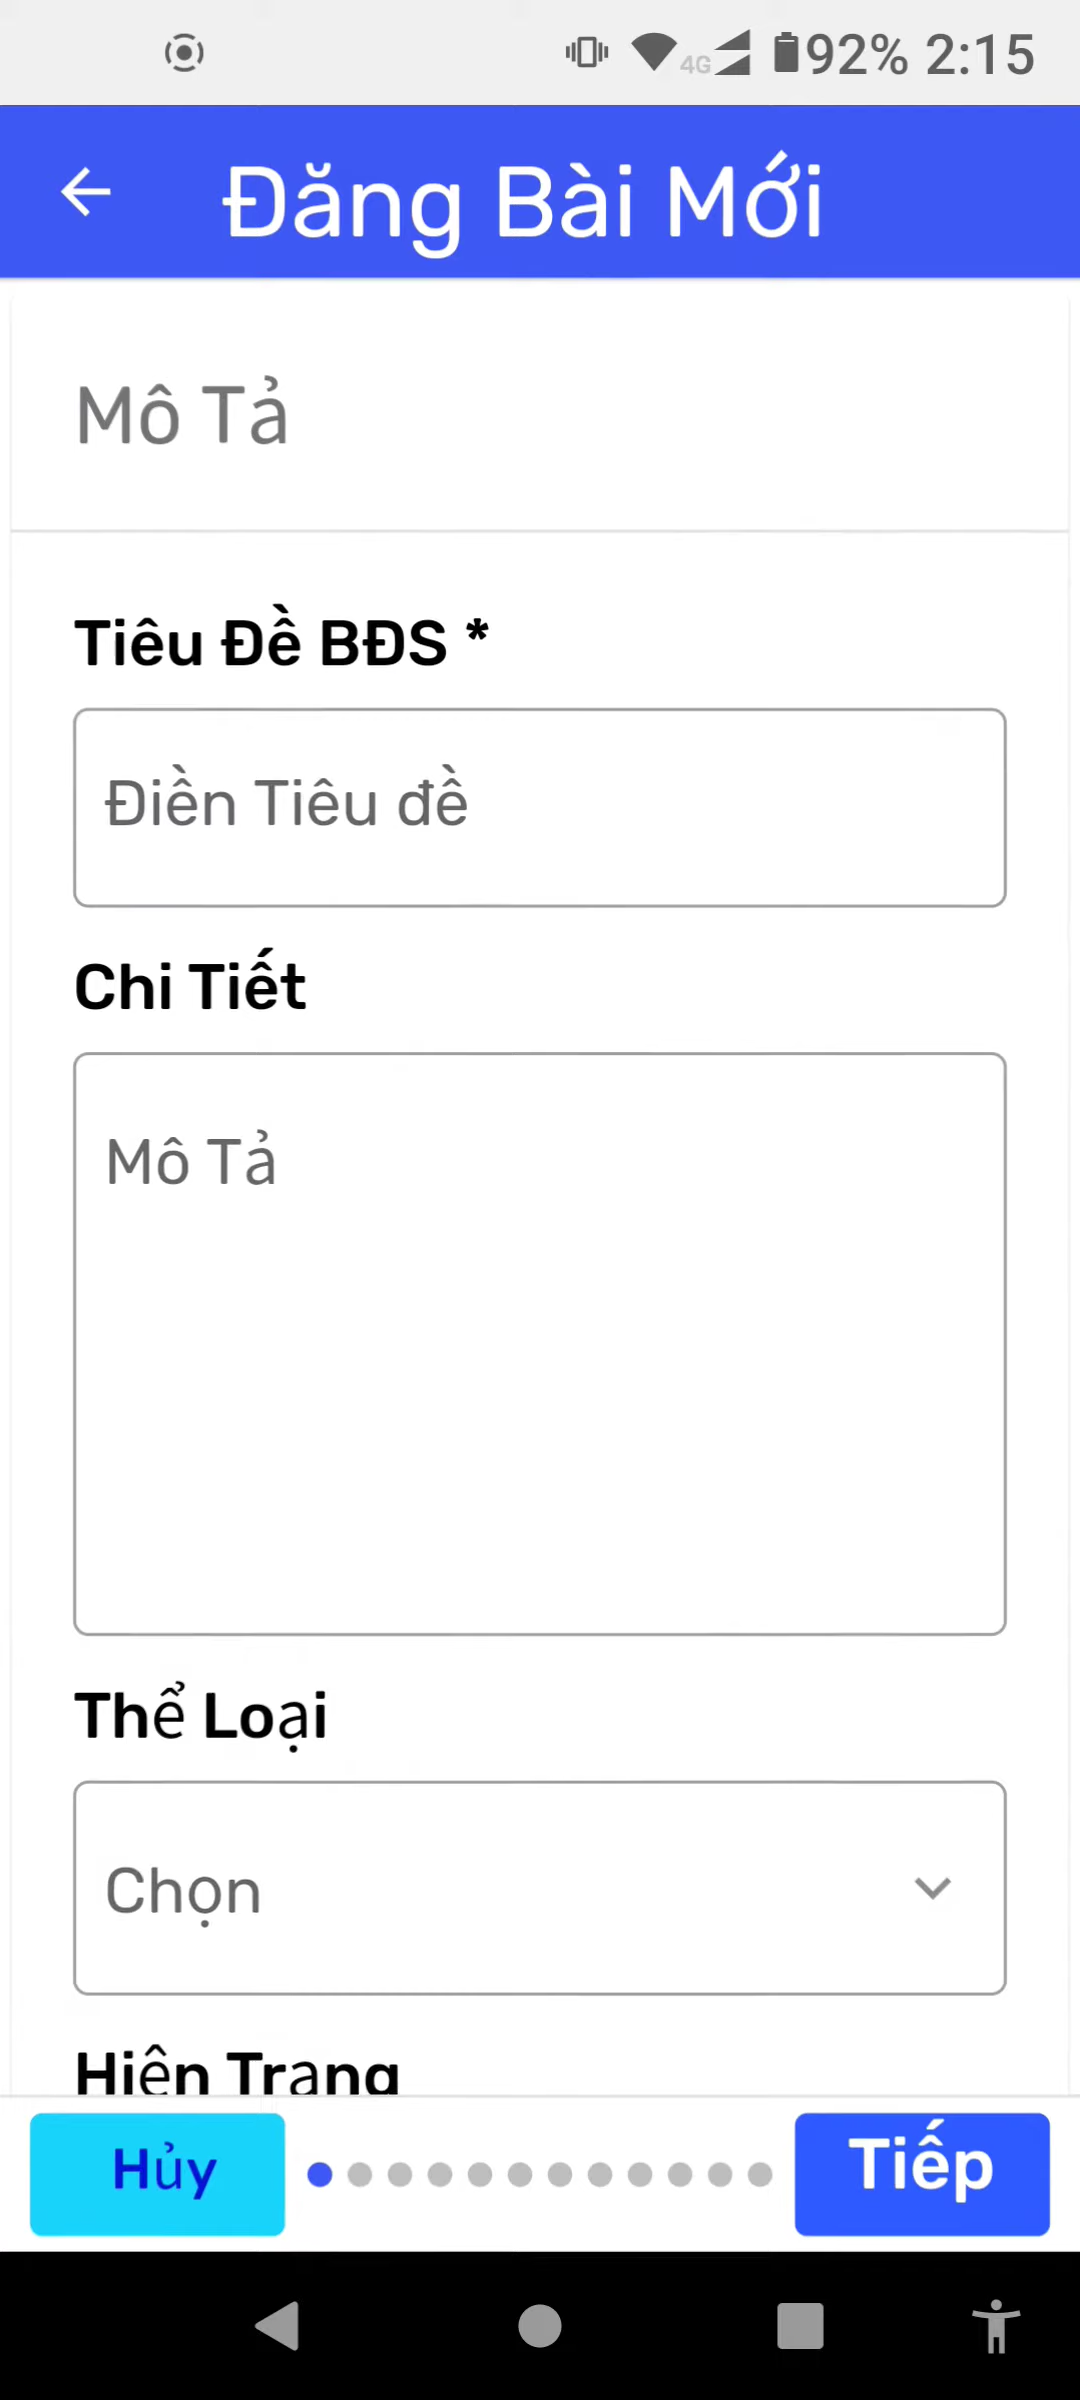 4G 92% 2:15
Đăng Bài Mới
Mô Tả
Tiêu Đề BĐS *
Điền Tiêu đề
Chi Tiết
Mô Tả
Thể Loại
Chọn
Hiện Trạng
Hủy
Tiếp